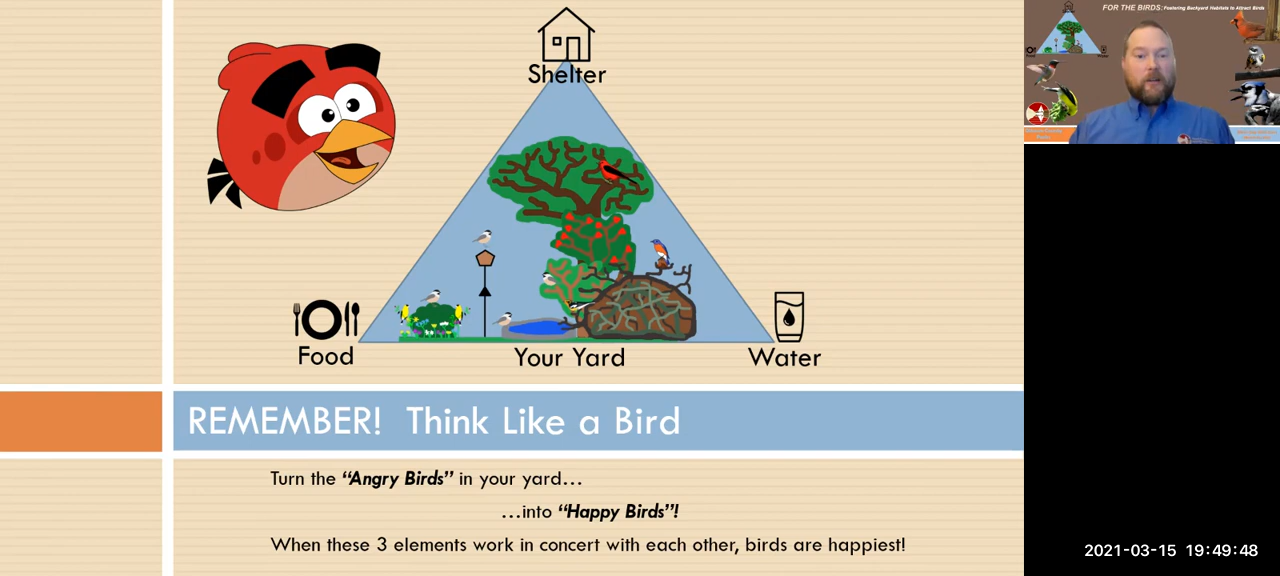 Shelter
Food
Your Yard
Water
REMEMBER! Think Like a Bird
Turn the “Angry Birds” in your yard…
…into “Happy Birds”!
When these 3 elements work in concert with each other, birds are happiest!
FOR THE BIRDS: Fostering Backyard Habitats to Attract Birds
2021-03-15 19:49:48